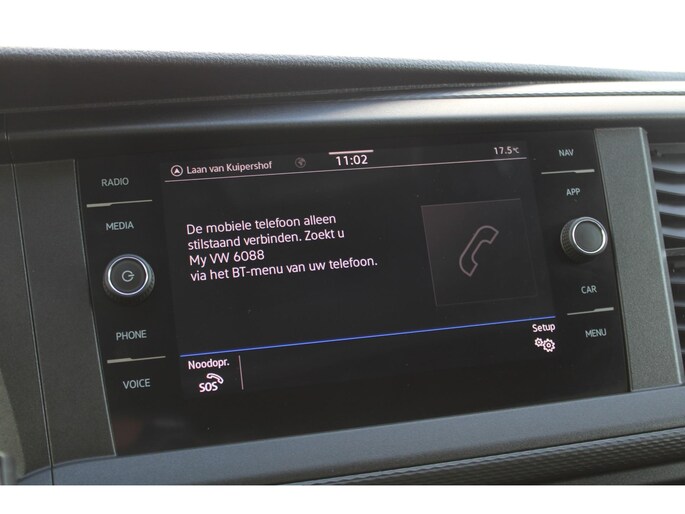 Laan van Kuipershof
11:02
17.5°C
RADIO
MEDIA
PHONE
VOICE
De mobiele telefoon alleen
stilstaand verbinden. Zoekt u
My VW 6088
via het BT-menu van uw telefoon.
Noodopr.
SOS
Setup
NAV
APP
CAR
MENU